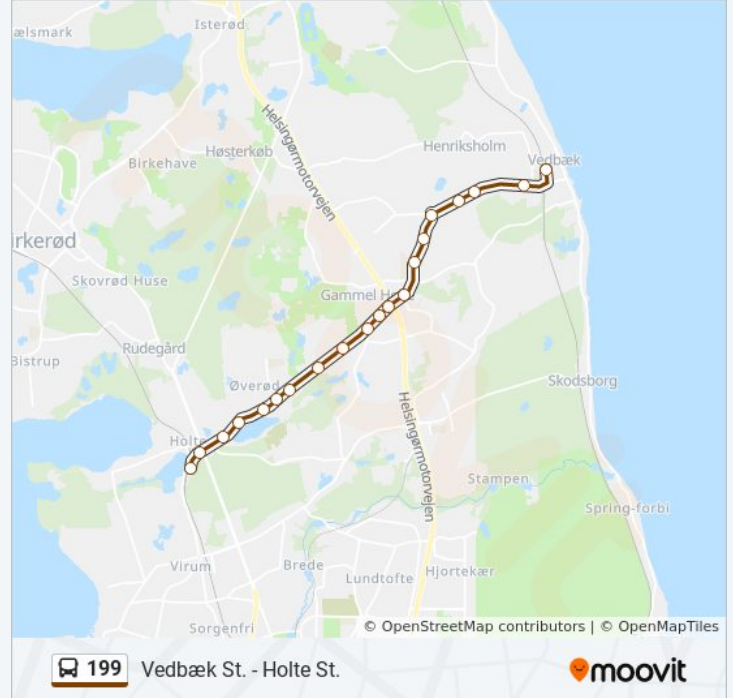 ælsmark
Isterød
Helsingørmotorvejen
Høsterkøb
Henriksholm
Birkehave
Vedbæk
irkerød
Skovrød Huse
Gammel H
Rudegård
Bistrup
Øverød
Skodsborg
Helsingørmotorvejen
Holte
Stampen
Spring-forbi
Virum
Brede
Lundtofte
Hjortekær
Sorgenfri
© OpenStreetMap contributors | © OpenMapTiles
199 Vedbæk St. - Holte St.
moovit